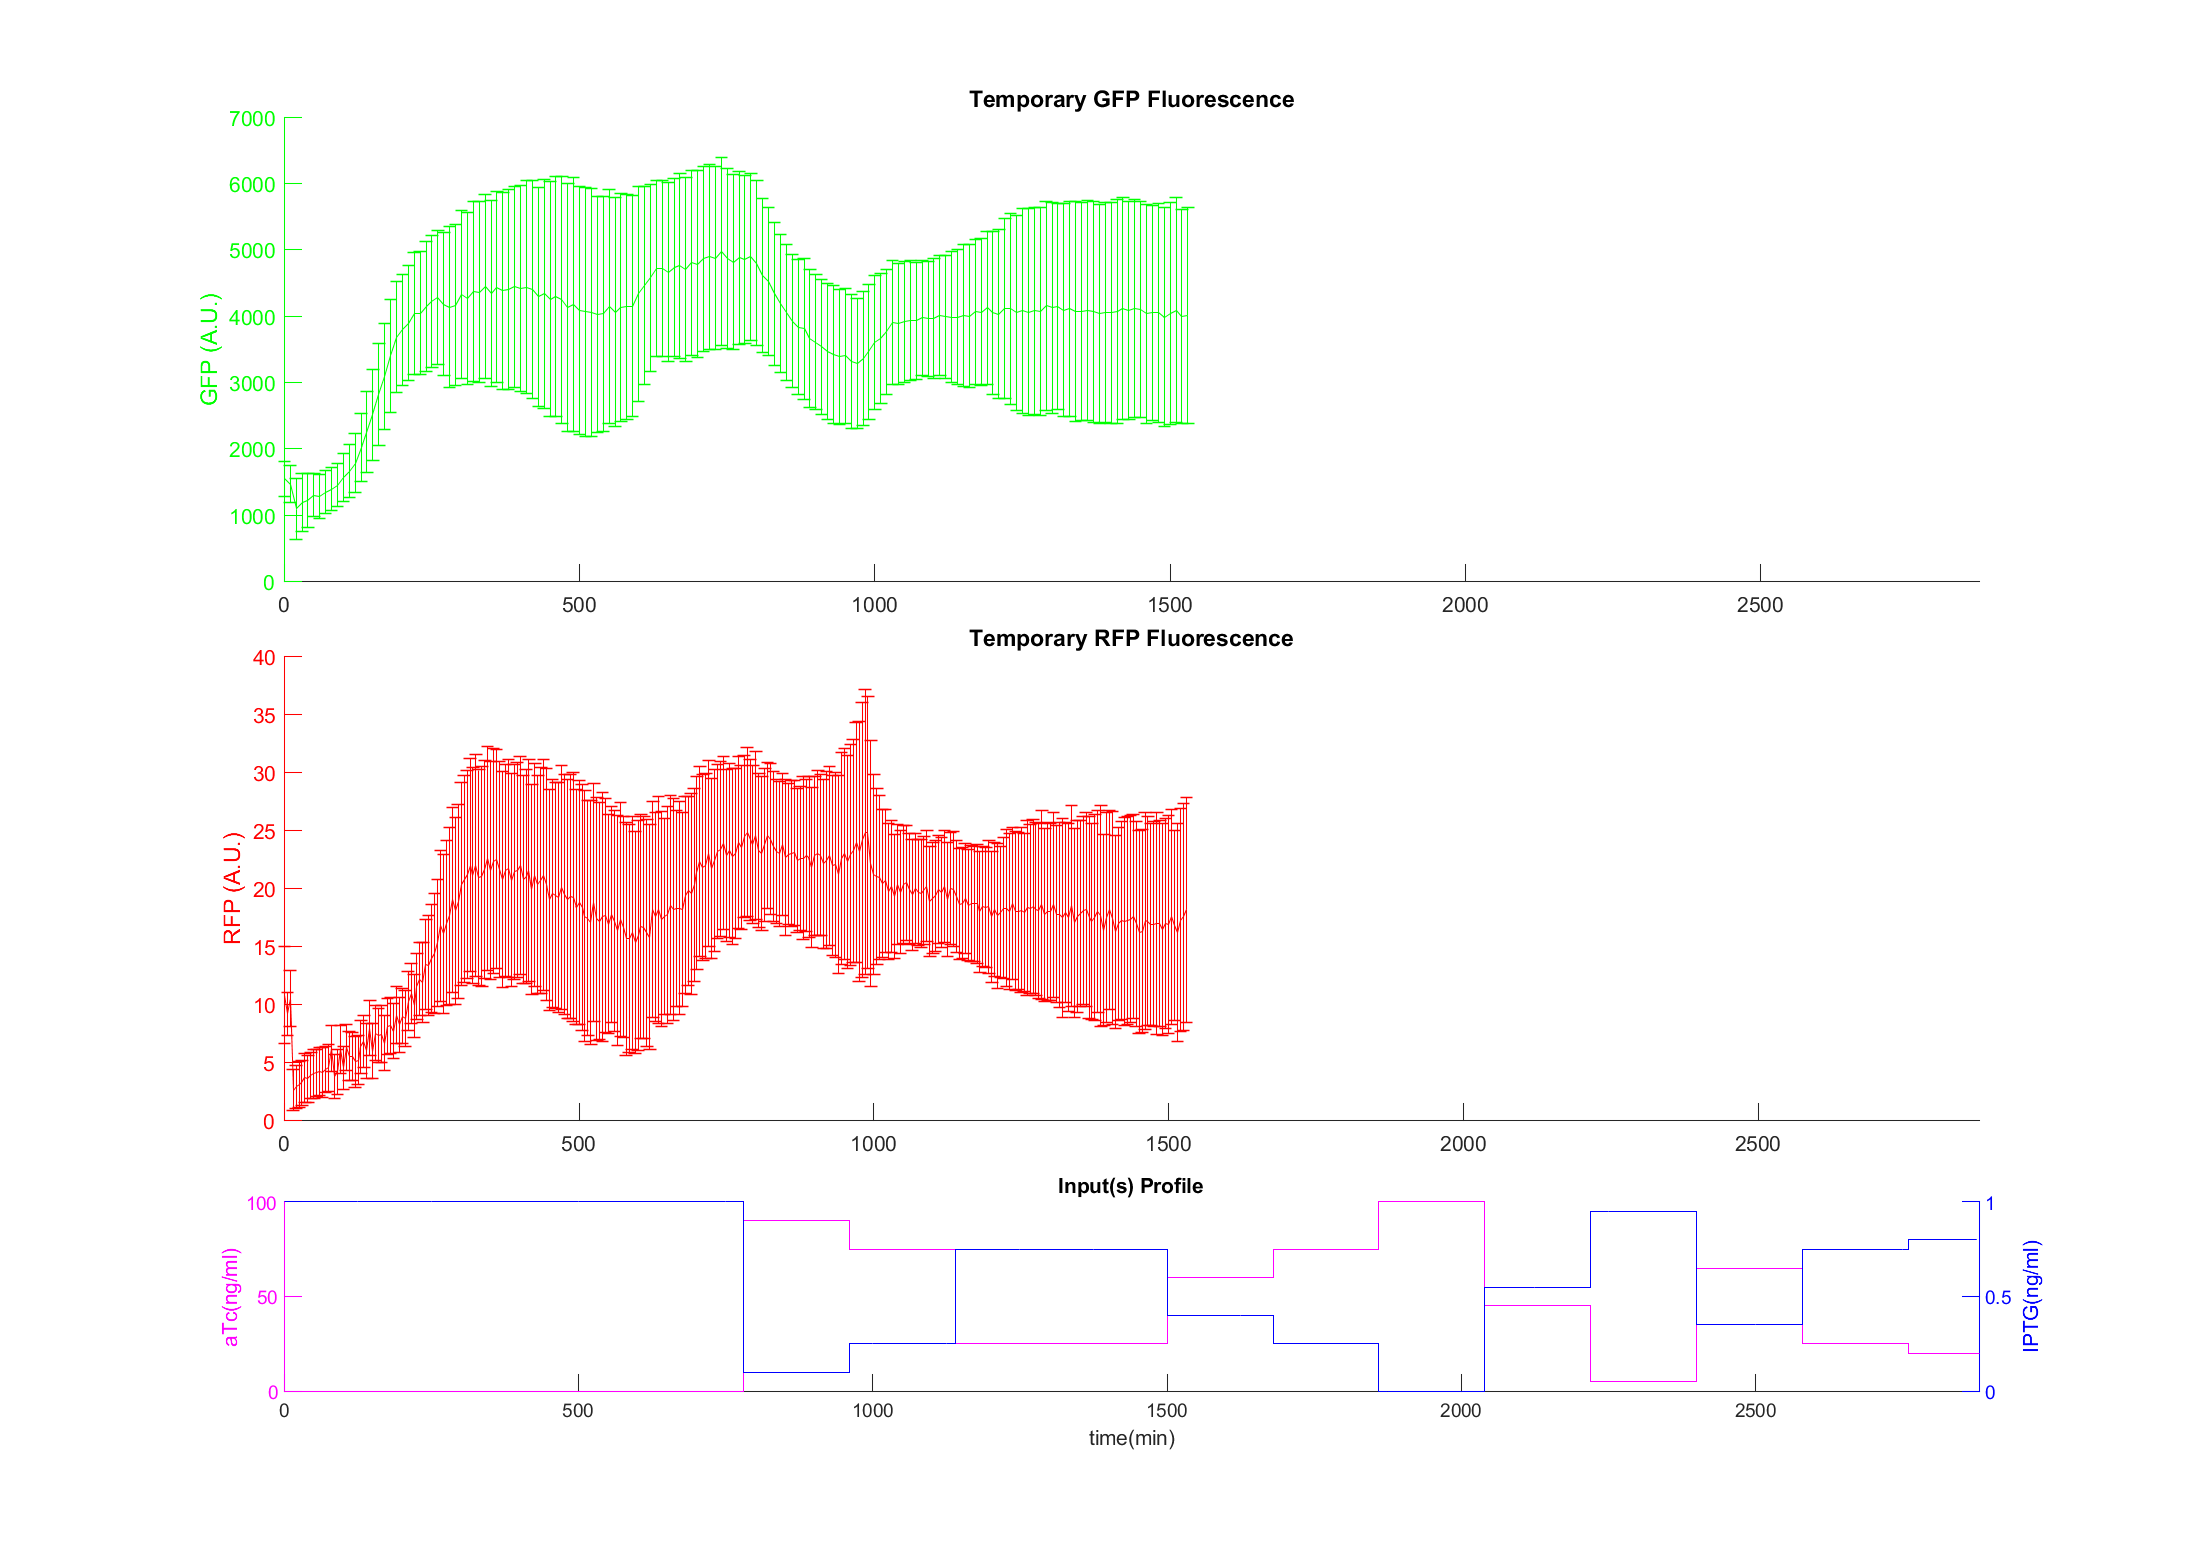 Temporary GFP Fluorescence
GFP (A.U.)
7000
6000
5000
4000
3000
2000
1000
0
0 500 1000 1500 2000 2500
Temporary RFP Fluorescence
RFP (A.U.)
40
35
30
25
20
15
10
5
0
0 500 1000 1500 2000 2500
Input(s) Profile
aTc(ng/ml)
100
50
0
IPTG(ng/ml)
1
0.5
0
0 500 1000 1500 2000 2500
time(min)